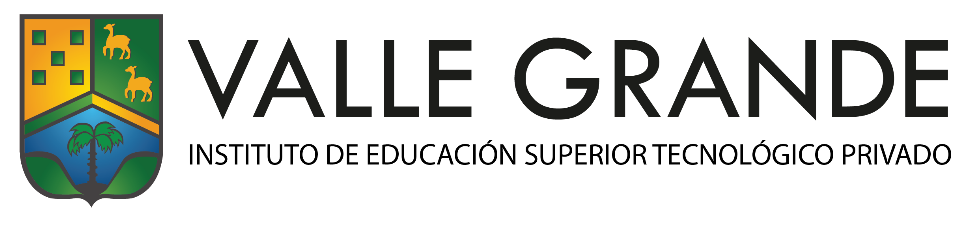 VALLE GRANDE
INSTITUTO DE EDUCACIÓN SUPERIOR TECNOLÓGICO PRIVADO